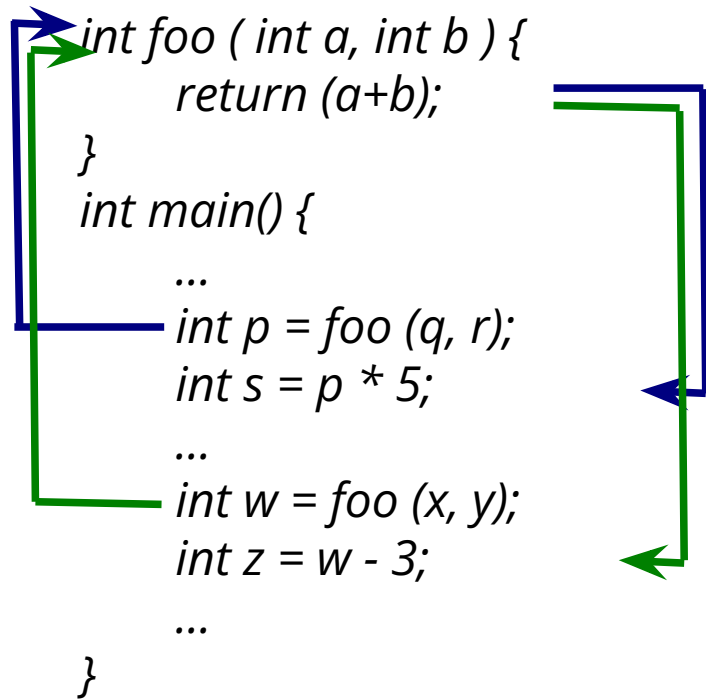 int foo ( int a, int b ) {
return (a+b);
}
int main() {
...
int p = foo (q, r);
int s = p * 5;
...
int w = foo (x, y);
int z = w - 3;
...
}